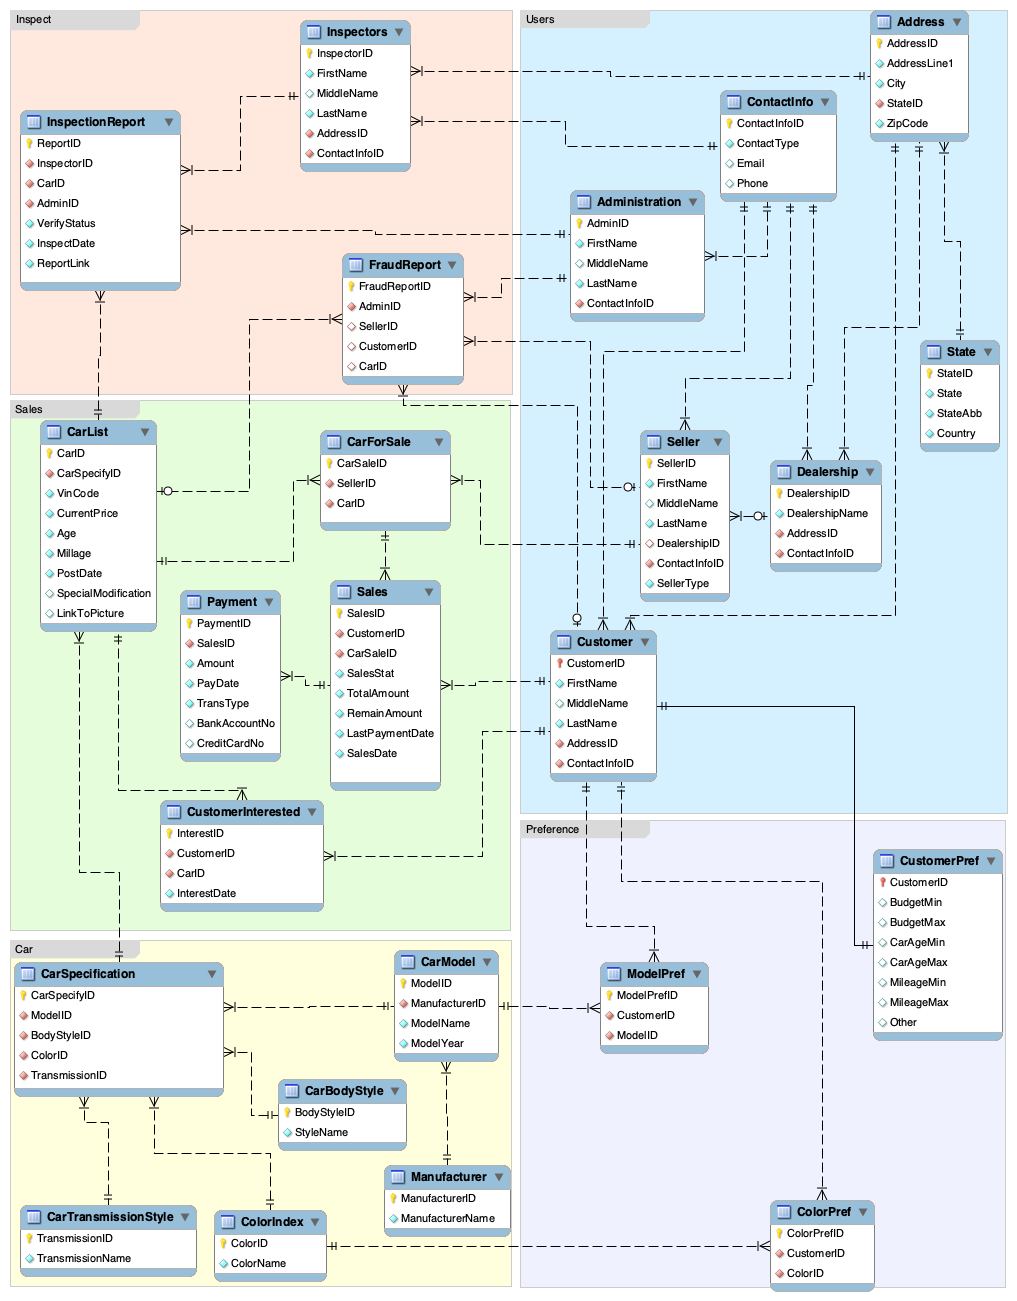 Inspect
Inspectors
InspectorID
FirstName
MiddleName
LastName
AddressID
ContactInfoID
InspectionReport
ReportID
InspectorID
CarID
AdminID
VerifyStatus
InspectDate
ReportLink
FraudReport
FraudReportID
AdminID
SellerID
CustomerID
CarID
Users
Address
AddressID
AddressLine1
City
StateID
ZipCode
ContactInfo
ContactInfoID
ContactType
Email
Phone
Administration
AdminID
FirstName
MiddleName
LastName
ContactInfoID
State
StateID
State
StateAbb
Country
Seller
SellerID
FirstName
MiddleName
LastName
DealershipID
ContactInfoID
SellerType
Dealership
DealershipID
DealershipName
AddressID
ContactInfoID
Customer
CustomerID
FirstName
MiddleName
LastName
AddressID
ContactInfoID
Sales
CarList
CarID
CarSpecifyID
VinCode
CurrentPrice
Age
Millage
PostDate
SpecialModification
LinkToPicture
CarForSale
CarSaleID
SellerID
CarID
Payment
PaymentID
SalesID
Amount
PayDate
TransType
BankAccountNo
CreditCardNo
Sales
SalesID
CustomerID
CarSaleID
SalesStat
TotalAmount
RemainAmount
LastPaymentDate
SalesDate
CustomerInterested
InterestID
CustomerID
CarID
InterestDate
Preference
CustomerPref
CustomerID
BudgetMin
BudgetMax
CarAgeMin
CarAgeMax
MileageMin
MileageMax
Other
ModelPref
ModelPrefID
CustomerID
ModelID
ColorPref
ColorPrefID
CustomerID
ColorID
Car
CarSpecification
CarSpecifyID
ModelID
BodyStyleID
ColorID
TransmissionID
CarModel
ModelID
ManufacturerID
ModelName
ModelYear
CarBodyStyle
BodyStyleID
StyleName
Manufacturer
ManufacturerID
ManufacturerName
CarTransmissionStyle
TransmissionID
TransmissionName
ColorIndex
ColorID
ColorName